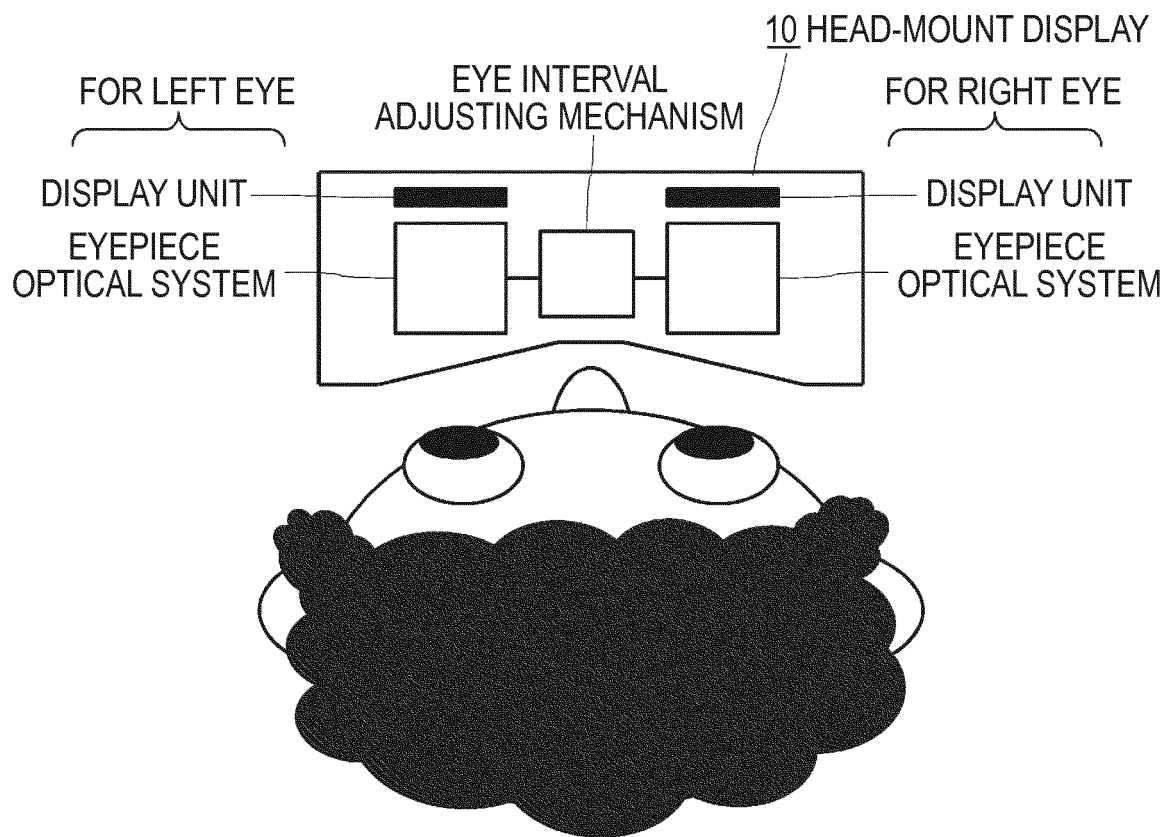 10 HEAD-MOUNT DISPLAY
EYE INTERVAL
ADJUSTING MECHANISM
FOR LEFT EYE
FOR RIGHT EYE
DISPLAY UNIT
DISPLAY UNIT
EYEPIECE
OPTICAL SYSTEM
EYEPIECE
OPTICAL SYSTEM